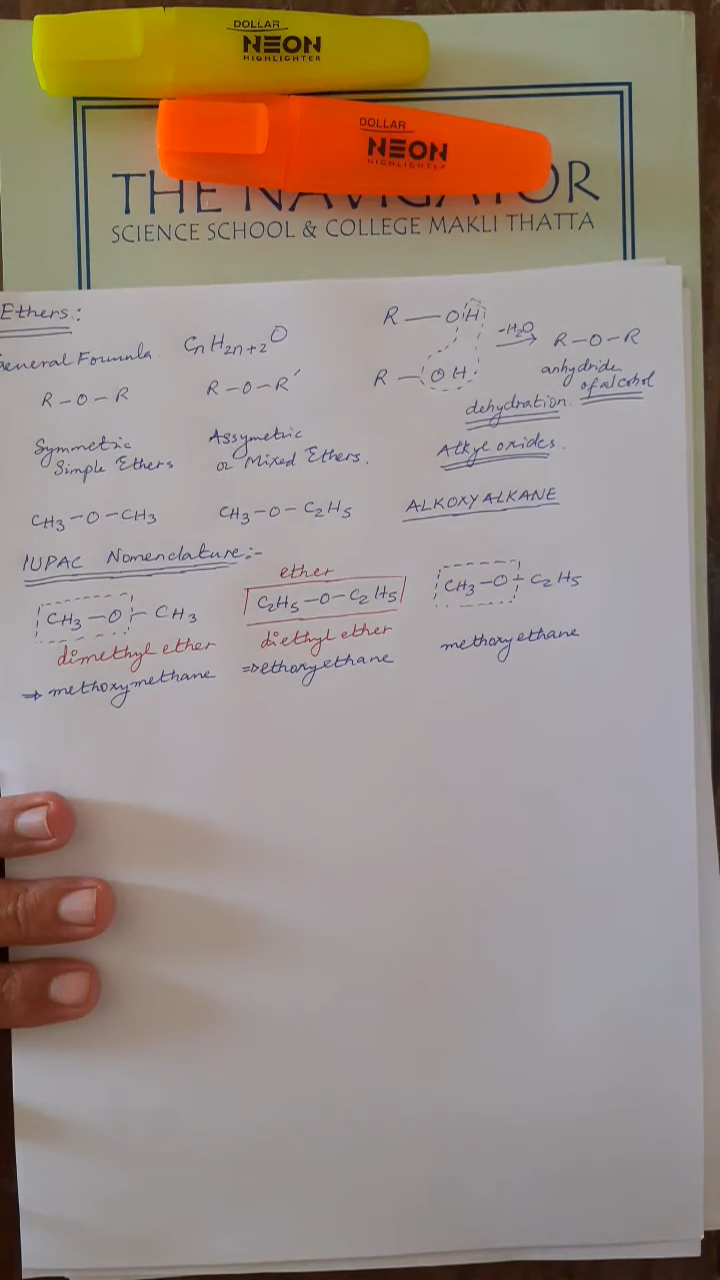 DOLLAR
NEON
HIGHLIGHTER
DOLLAR
NEON
HIGHLIGHTER
THE NAVIGATOR
SCIENCE SCHOOL & COLLEGE MAKLI THATTA
Ethers:
General Formula CnH2n+2O
R-O-R R-O-R′
Symmetric Assymetric
Simple Ethers or Mixed Ethers.
CH3-O-CH3 CH3-O-C2H5
R—OH
R—OH
-H2O
R-O-R
anhydride
of alcohol
dehydration.
Alkyl oxides.
ALKOXY ALKANE
IUPAC Nomenclature:-
ether
CH3-O-CH3 C2H5-O-C2H5 CH3-O-C2H5
dimethyl ether diethyl ether methoxyethane
⇒ methoxymethane ⇒ethoxyethane